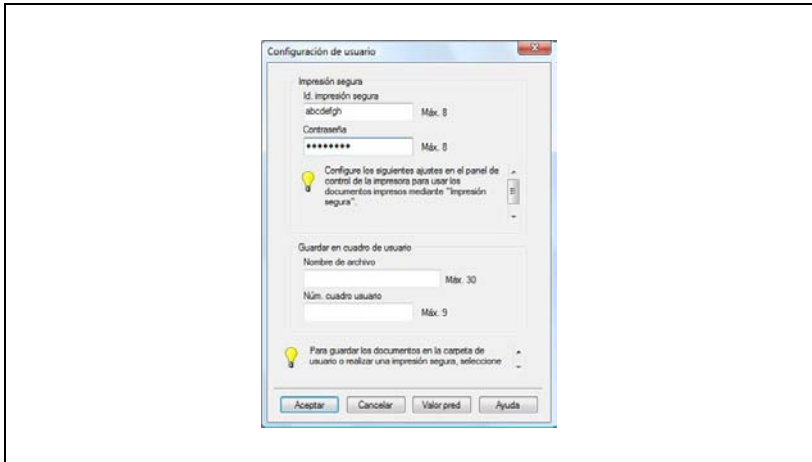 Configuración de usuario
Impresión segura
Id. impresión segura
abcdefgh
Máx. 8
Contraseña
••••••••
Máx. 8
Configure los siguientes ajustes en el panel de
control de la impresora para usar los
documentos impresos mediante "Impresión
segura".
Guardar en cuadro de usuario
Nombre de archivo
Máx. 30
Núm. cuadro usuario
Máx. 9
Para guardar los documentos en la carpeta de
usuario o realizar una impresión segura, seleccione
Aceptar
Cancelar
Valor pred
Ayuda